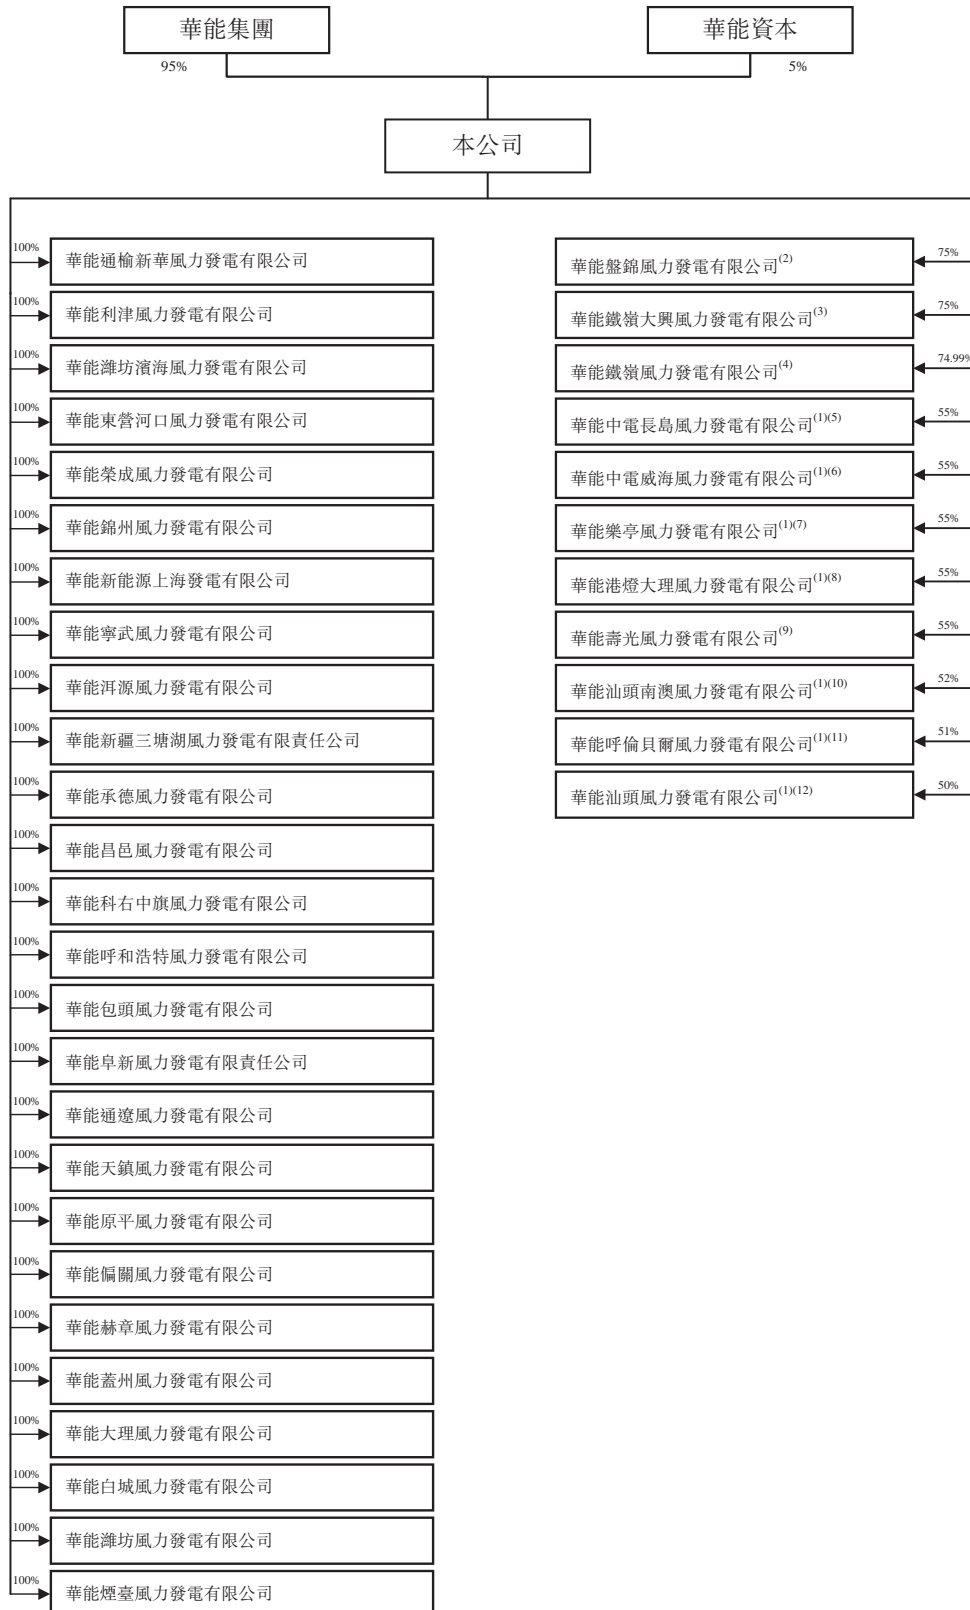 華能集團
華能資本
95%
5%
本公司
100%
華能通榆新華風力發電有限公司
100%
華能利津風力發電有限公司
100%
華能濰坊濱海風力發電有限公司
100%
華能東營河口風力發電有限公司
100%
華能榮成風力發電有限公司
100%
華能錦州風力發電有限公司
100%
華能新能源上海發電有限公司
100%
華能寧武風力發電有限公司
100%
華能洱源風力發電有限公司
100%
華能新疆三塘湖風力發電有限責任公司
100%
華能承德風力發電有限公司
100%
華能昌邑風力發電有限公司
100%
華能科右中旗風力發電有限公司
100%
華能呼和浩特風力發電有限公司
100%
華能包頭風力發電有限公司
100%
華能阜新風力發電有限責任公司
100%
華能通遼風力發電有限公司
100%
華能天鎮風力發電有限公司
100%
華能原平風力發電有限公司
100%
華能偏關風力發電有限公司
100%
華能赫章風力發電有限公司
100%
華能蓋州風力發電有限公司
100%
華能大理風力發電有限公司
100%
華能白城風力發電有限公司
100%
華能濰坊風力發電有限公司
100%
華能煙臺風力發電有限公司
華能盤錦風力發電有限公司(2)
75%
華能鐵嶺大興風力發電有限公司(3)
75%
華能鐵嶺風力發電有限公司(4)
74.99%
華能中電長島風力發電有限公司(1)(5)
55%
華能中電威海風力發電有限公司(1)(6)
55%
華能樂亭風力發電有限公司(1)(7)
55%
華能港燈大理風力發電有限公司(1)(8)
55%
華能壽光風力發電有限公司(9)
55%
華能汕頭南澳風力發電有限公司(1)(10)
52%
華能呼倫貝爾風力發電有限公司(1)(11)
51%
華能汕頭風力發電有限公司(1)(12)
50%